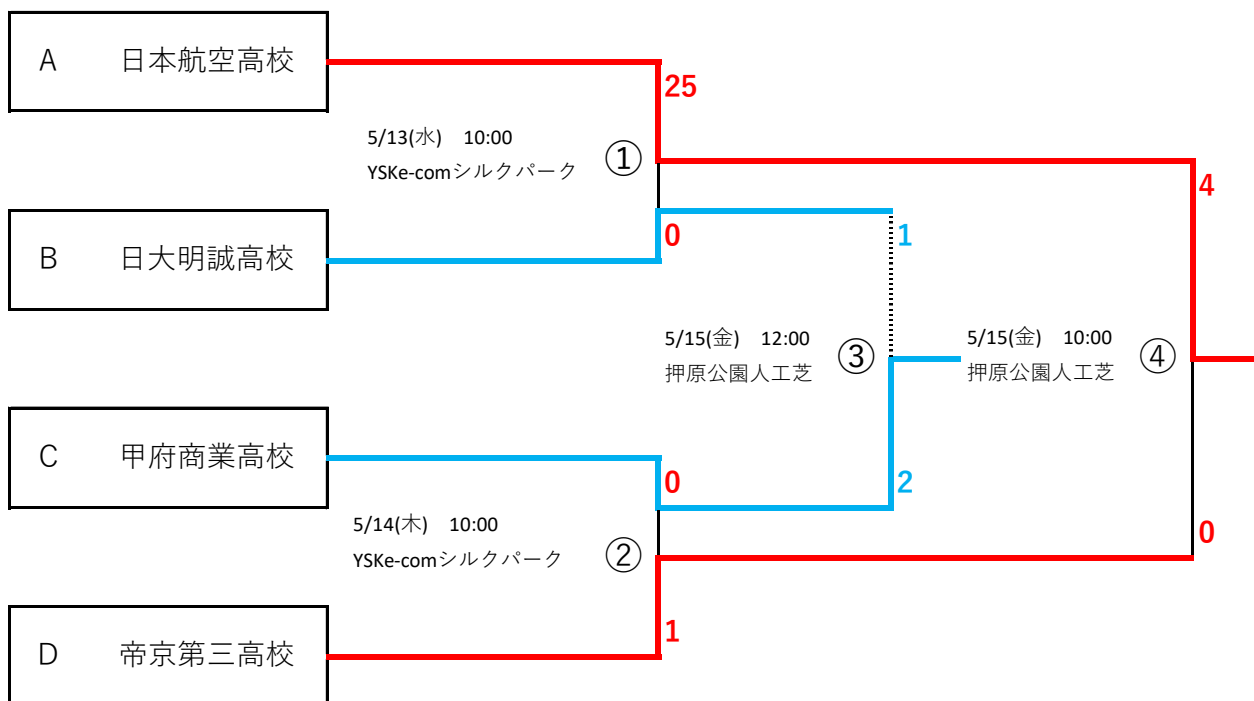 A 日本航空高校
25
5/13(水) 10:00
YSKe-comシルクパーク
①
4
0
1
B 日大明誠高校
5/15(金) 12:00
押原公園人工芝
③
5/15(金) 10:00
押原公園人工芝
④
C 甲府商業高校
0
2
5/14(木) 10:00
YSKe-comシルクパーク
②
0
1
D 帝京第三高校